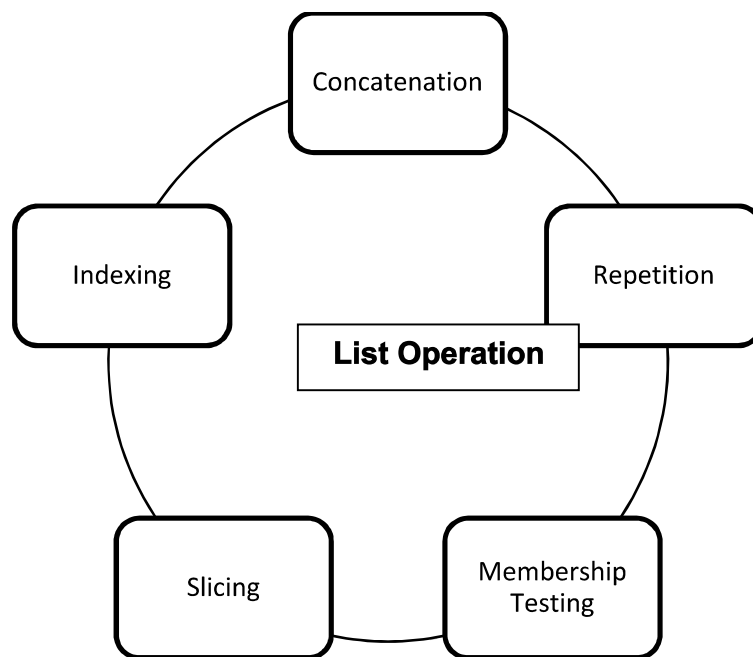 Concatenation
Indexing
Repetition
List Operation
Slicing
Membership
Testing